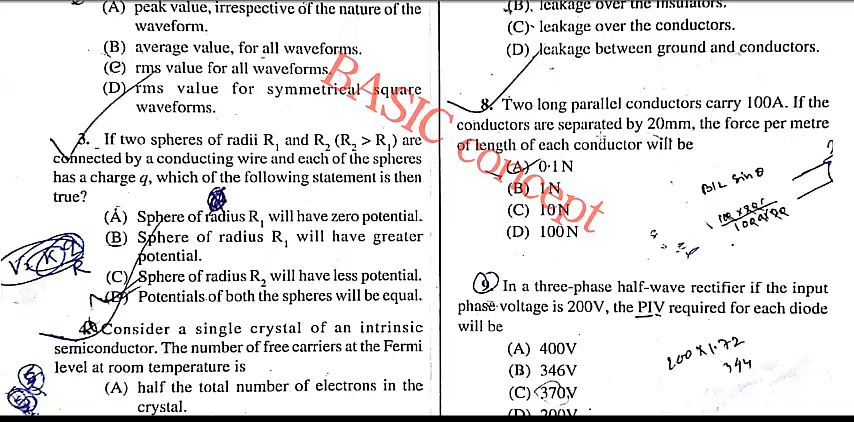 (A) peak value, irrespective of the nature of the
waveform.
(B) average value, for all waveforms.
(C) rms value for all waveforms.
(D) rms value for symmetrical square
waveforms.
3. If two spheres of radii R₁ and R₂ (R₂ > R₁) are
connected by a conducting wire and each of the spheres
has a charge q, which of the following statement is then
true?
(A) Sphere of radius R₁ will have zero potential.
(B) Sphere of radius R₁ will have greater
potential.
(C) Sphere of radius R₂ will have less potential.
(D) Potentials of both the spheres will be equal.
4. Consider a single crystal of an intrinsic
semiconductor. The number of free carriers at the Fermi
level at room temperature is
(A) half the total number of electrons in the
crystal.
(B) leakage over the insulators.
(C) leakage over the conductors.
(D) leakage between ground and conductors.
8. Two long parallel conductors carry 100A. If the
conductors are separated by 20mm, the force per metre
of length of each conductor will be
(A) 0·1N
(B) 1N
(C) 10N
(D) 100N
BIL sin θ
9. In a three-phase half-wave rectifier if the input
phase voltage is 200V, the PIV required for each diode
will be
(A) 400V
(B) 346V
(C) 370V
(D) 200V
200 x 1.72
344
BASIC concept